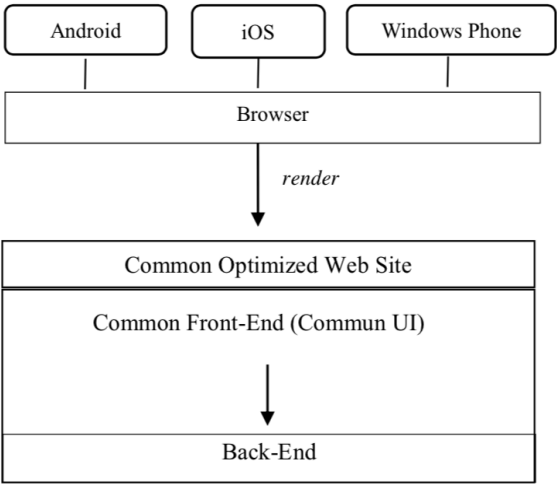 Android
iOS
Windows Phone
Browser
render
Common Optimized Web Site
Common Front-End (Commun UI)
Back-End